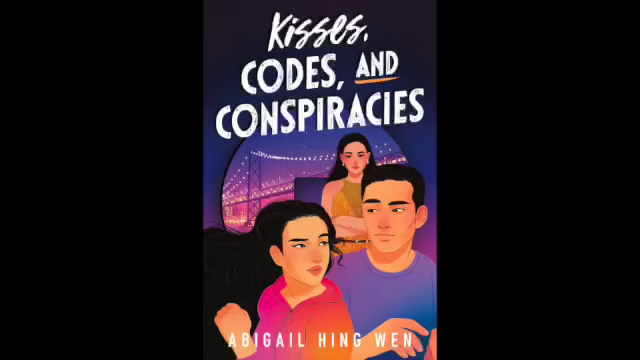 Kisses,
CODES, AND
CONSPIRACIES
ABIGAIL HING WEN